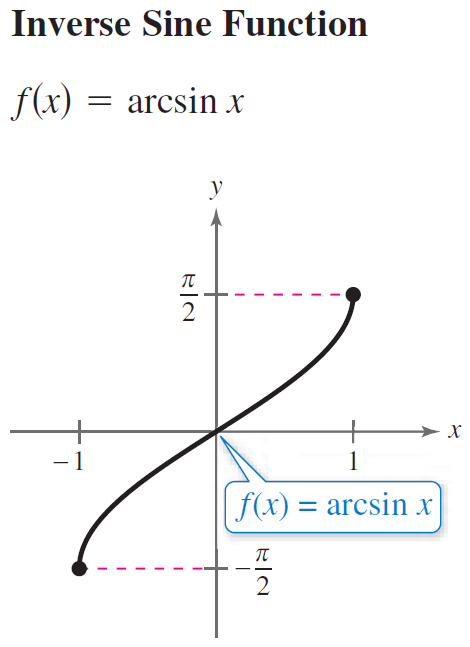 Inverse Sine Function
f(x) = arcsin x
y
π
2
x
−1
1
f(x) = arcsin x
−π
2